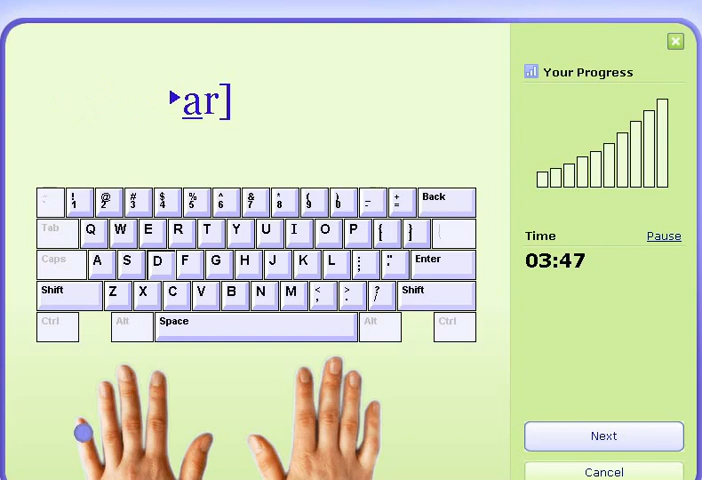 ar]
Your Progress
! 1 @ 2 # 3 $ 4 % 5 ^ 6 & 7 * 8 ( 9 ) 0 _ - + = Back
Tab Q W E R T Y U I O P { [ } ]
Caps A S D F G H J K L : ; " ' Enter
Shift Z X C V B N M < , > . ? / Shift
Ctrl Alt Space Alt Ctrl
Time Pause
03:47
Next
Cancel